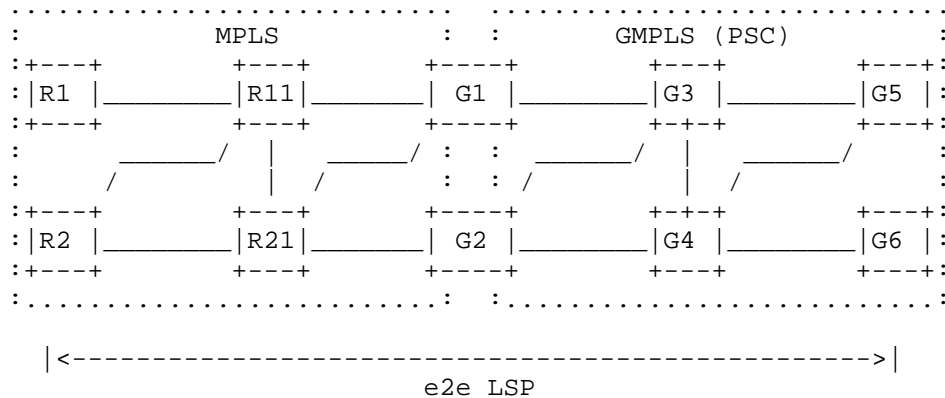 MPLS GMPLS (PSC)
R1 R11 G1 G3 G5
R2 R21 G2 G4 G6
e2e LSP